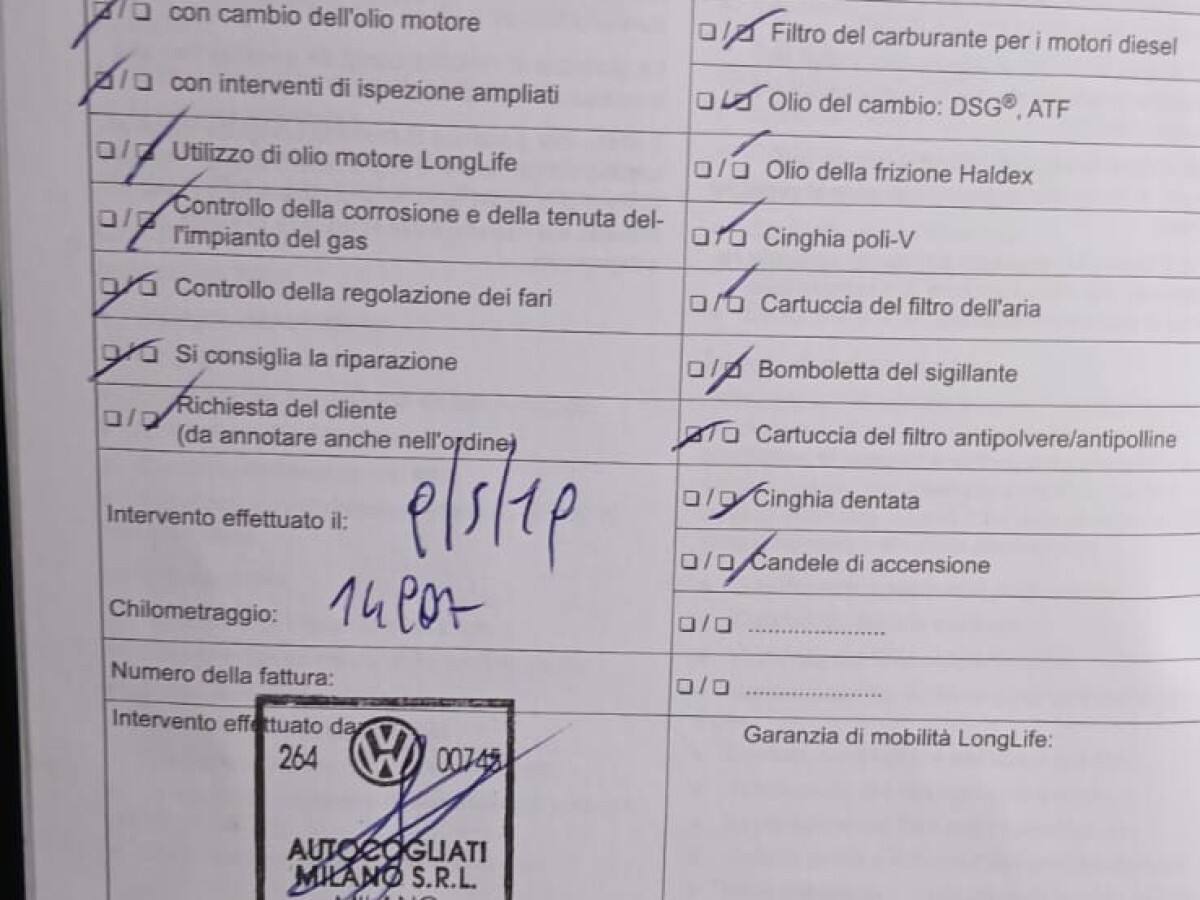 ☑/☐ con cambio dell'olio motore
☑/☐ con interventi di ispezione ampliati
☐/☑ Utilizzo di olio motore LongLife
☐/☑ Controllo della corrosione e della tenuta del-
l'impianto del gas
☑/☐ Controllo della regolazione dei fari
☑/☐ Si consiglia la riparazione
☐/☑ Richiesta del cliente
(da annotare anche nell'ordine)
Intervento effettuato il:
Chilometraggio:
Numero della fattura:
Intervento effettuato da
264 00745
AUTOCOGLIATI
MILANO S.R.L.
☐/☑ Filtro del carburante per i motori diesel
☐/☑ Olio del cambio: DSG®, ATF
☐/☑ Olio della frizione Haldex
☐/☑ Cinghia poli-V
☐/☑ Cartuccia del filtro dell'aria
☐/☑ Bomboletta del sigillante
☑/☐ Cartuccia del filtro antipolvere/antipolline
☐/☑ Cinghia dentata
☐/☑ Candele di accensione
☐/☐ .....................
☐/☐ .....................
Garanzia di mobilità LongLife: